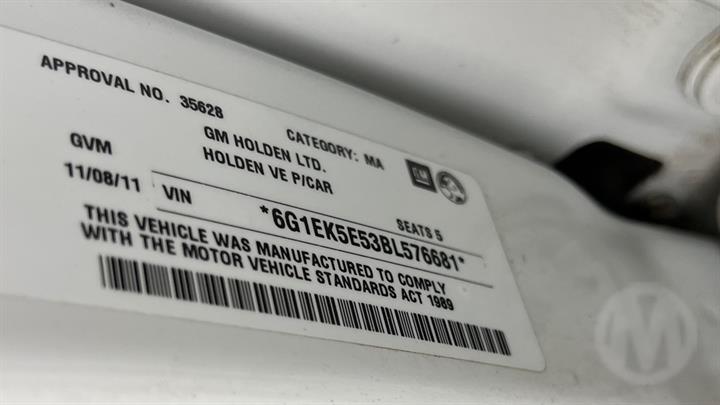 APPROVAL NO. 35628 CATEGORY: MA
GM HOLDEN LTD.
GVM HOLDEN VE P/CAR
GM
11/08/11 SEATS 5
VIN *6G1EK5E53BL576681*
THIS VEHICLE WAS MANUFACTURED TO COMPLY
WITH THE MOTOR VEHICLE STANDARDS ACT 1989
M